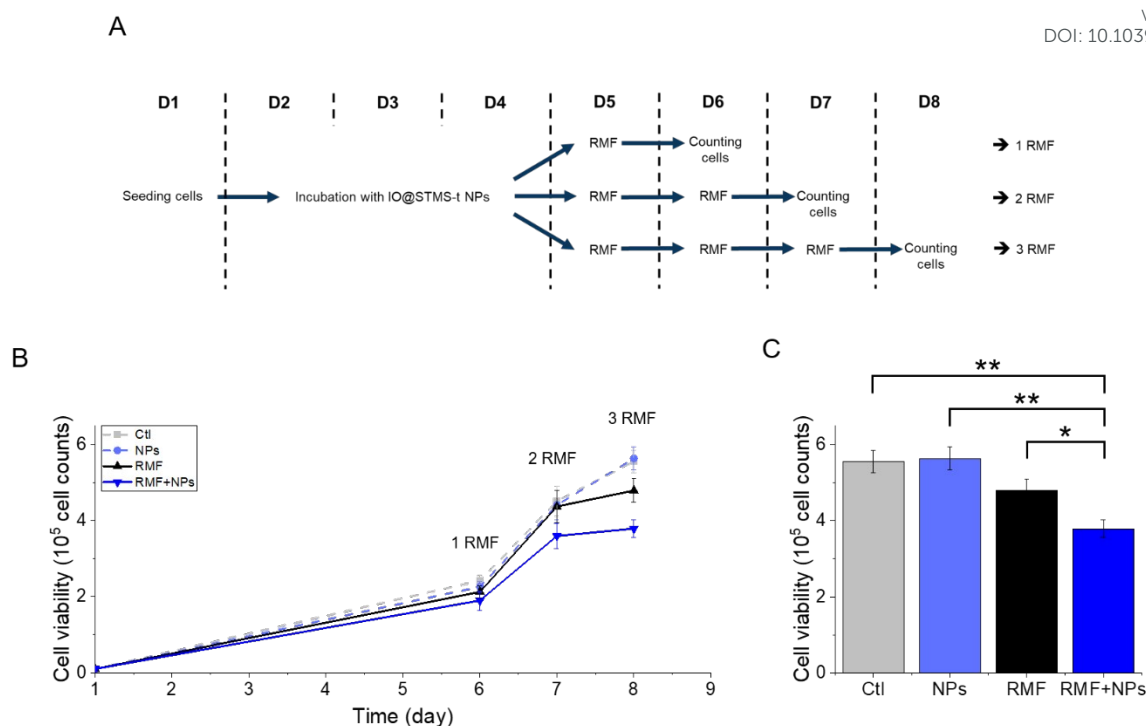 A
V
DOI: 10.1039
D1 D2 D3 D4 D5 D6 D7 D8
RMF Counting cells ➔ 1 RMF
Seeding cells Incubation with IO@STMS-t NPs RMF RMF Counting cells ➔ 2 RMF
RMF RMF RMF Counting cells ➔ 3 RMF
B
Cell viability (10⁵ cell counts)
6
4
2
0
Ctl
NPs
RMF
RMF+NPs
1 RMF
2 RMF
3 RMF
1 2 3 4 5 6 7 8 9
Time (day)
C
Cell viability (10⁵ cell counts)
6
4
2
0
**
**
*
Ctl NPs RMF RMF+NPs